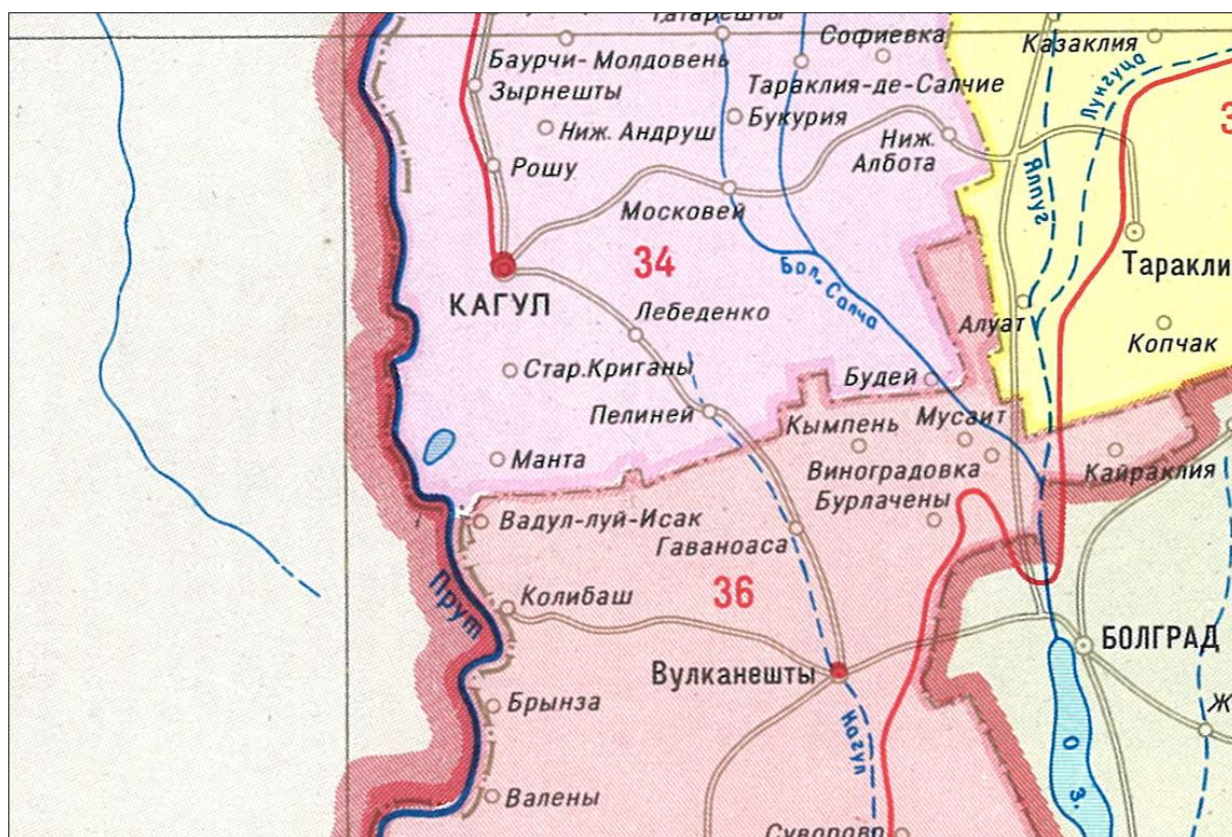 Татарешты
Софиевка
Казаклия
Баурчи-Молдовень
Зырнешты
Тараклия-де-Салчие
Лунгуца
Букурия
Ниж. Андруш
Ниж.
Албота
Рошу
Московей
Ялпуг
34
Бол. Салча
Таракли
КАГУЛ
Лебеденко
Алуат
Копчак
Стар.Криганы
Будей
Пелиней
Кымпень
Мусаит
Манта
Виноградовка
Кайраклия
Бурлачены
Вадул-луй-Исак
Гаваноаса
Прут
Колибаш
36
БОЛГРАД
Вулканешты
Брынза
Кагул
Ж
О
З.
Валены
Суворово